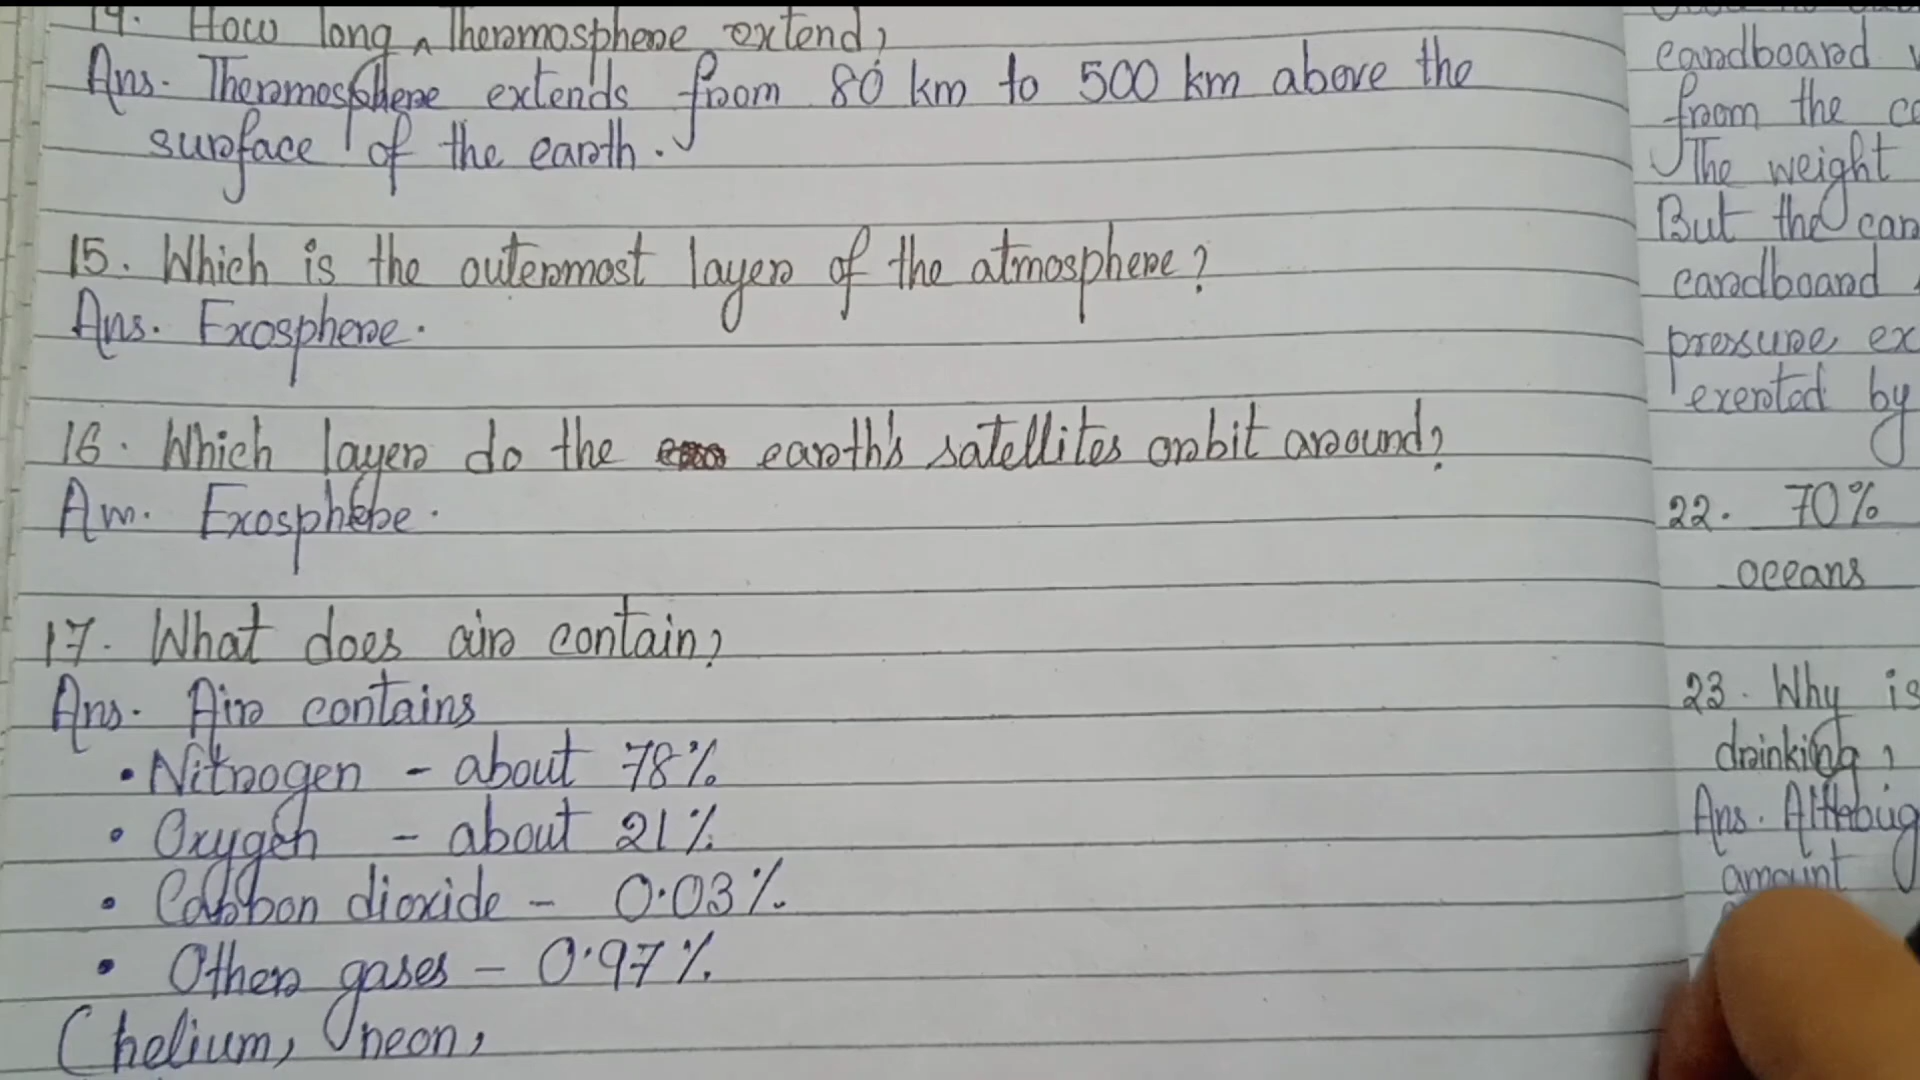 14. How long ^ Thermosphere extend?
Ans. Thermosphere extends from 80 km to 500 km above the
surface of the earth.
15. Which is the outermost layer of the atmosphere?
Ans. Exosphere.
16. Which layer do the earth's satellites orbit around?
Ans. Exosphere.
17. What does air contain?
Ans. Air contains
• Nitrogen - about 78%
• Oxygen - about 21%
• Carbon dioxide - 0.03%
• Other gases - 0.97%
(helium, neon,
cardboard
from the
The weight
But the
cardboard
pressure ex
exerted by
22. 70%
oceans
23. Why is
drinking?
Ans. Althoug
amount